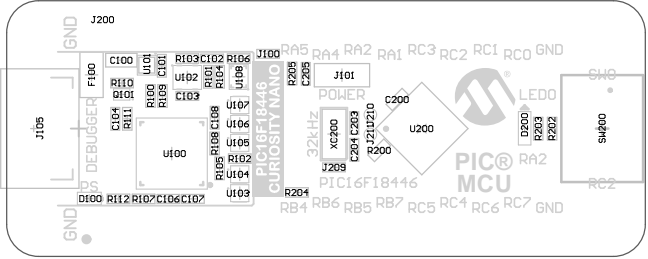 J200
GND
J100
RA5
RA4
RA2
RA1
RC3
RC2
RC1
RC0
GND
F100
C100
U101
C101
R103
C102
R106
R110
Q101
R100
R109
U102
C103
R101
R104
U108
R205
C205
J101
POWER
SW0
C104
R111
U107
C108
U106
R108
U105
R102
R105
U104
U103
U100
J105
DEBUGGER
PS
D100
R112
R107
C106
C107
GND
PIC16F18446
CURIOSITY NANO
32kHz
XC200
C203
C204
J209
J210
J211
C200
U200
R200
PIC16F18446
PIC®
MCU
LED0
D200
R203
R202
RA2
SW200
RC2
R204
RB4
RB6
RB5
RB7
RC5
RC4
RC6
RC7
GND